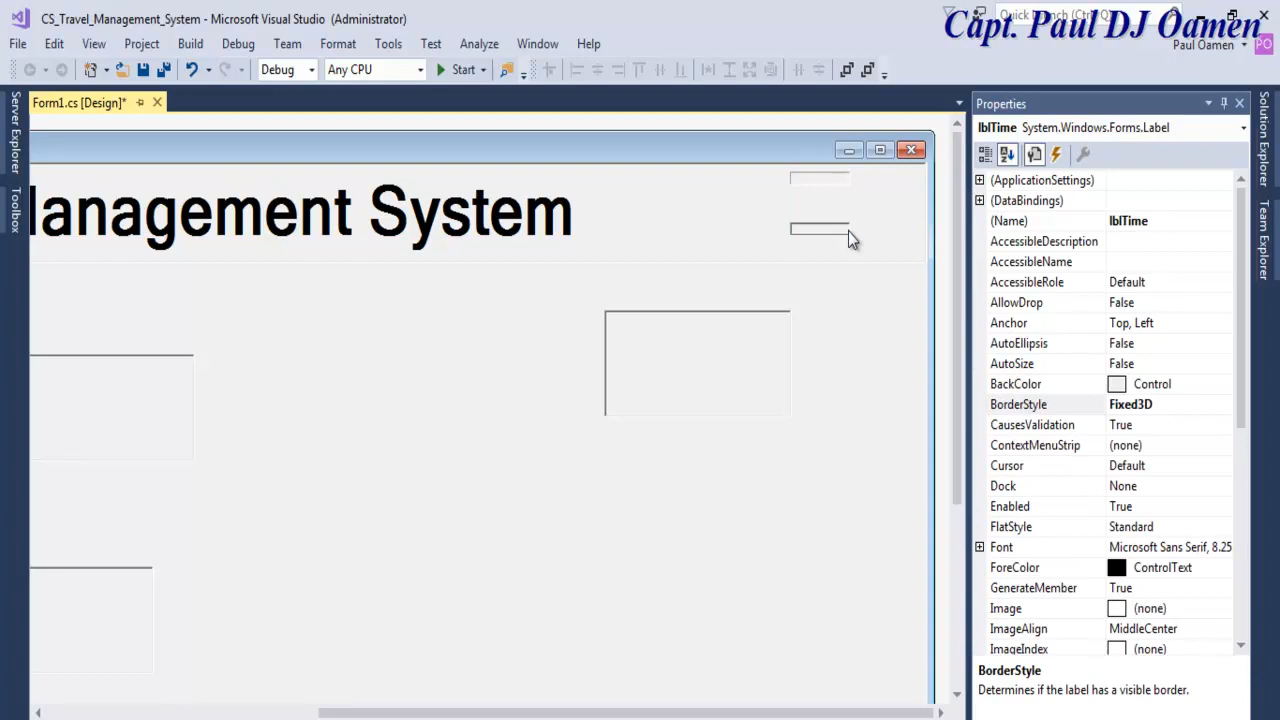 CS_Travel_Management_System - Microsoft Visual Studio (Administrator)
Quick Launch (Ctrl+Q)
Capt. Paul DJ Oamen
File Edit View Project Build Debug Team Format Tools Test Analyze Window Help
Paul Oamen PO
Debug Any CPU Start
Server Explorer
Toolbox
Form1.cs [Design]*
Management System
Properties
lblTime System.Windows.Forms.Label
(ApplicationSettings)
(DataBindings)
(Name) lblTime
AccessibleDescription
AccessibleName
AccessibleRole Default
AllowDrop False
Anchor Top, Left
AutoEllipsis False
AutoSize False
BackColor Control
BorderStyle Fixed3D
CausesValidation True
ContextMenuStrip (none)
Cursor Default
Dock None
Enabled True
FlatStyle Standard
Font Microsoft Sans Serif, 8.25
ForeColor ControlText
GenerateMember True
Image (none)
ImageAlign MiddleCenter
ImageIndex (none)
BorderStyle
Determines if the label has a visible border.
Solution Explorer
Team Explorer